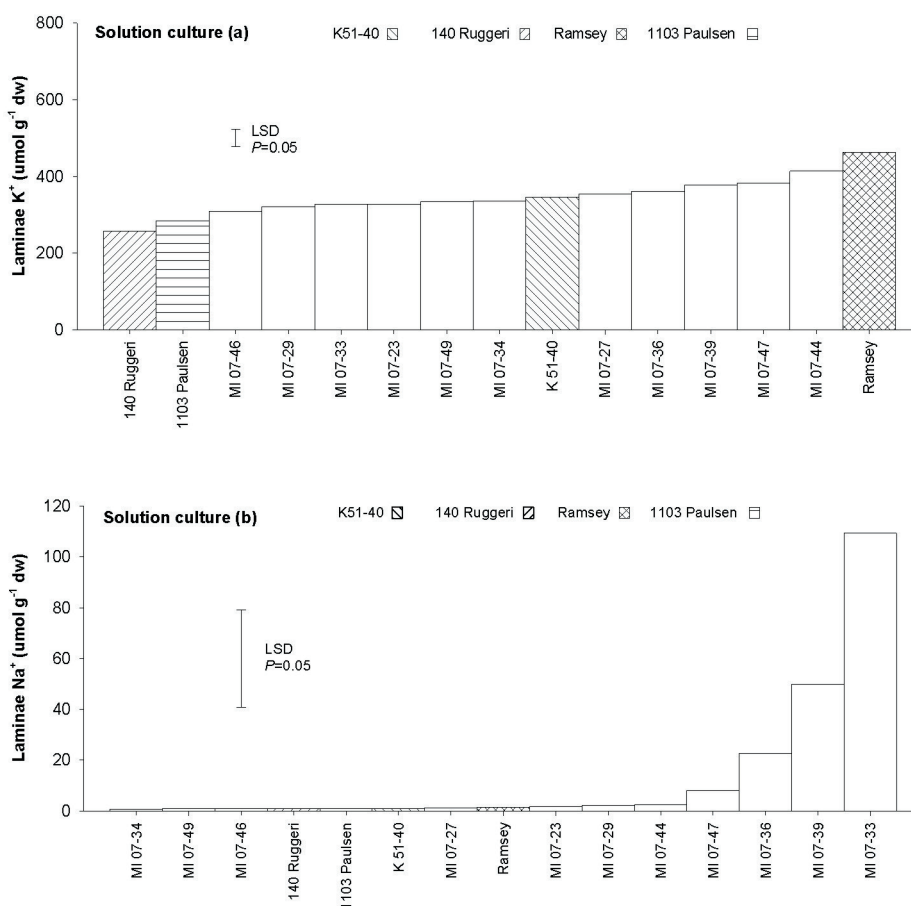 Solution culture (a) K51-40 140 Ruggeri Ramsey 1103 Paulsen
Laminae K⁺ (umol g⁻¹ dw)
800
600
400
200
0
LSD
P=0.05
140 Ruggeri
1103 Paulsen
MI 07-46
MI 07-29
MI 07-33
MI 07-23
MI 07-49
MI 07-34
K 51-40
MI 07-27
MI 07-36
MI 07-39
MI 07-47
MI 07-44
Ramsey
Solution culture (b) K51-40 140 Ruggeri Ramsey 1103 Paulsen
Laminae Na⁺ (umol g⁻¹ dw)
120
100
80
60
40
20
0
LSD
P=0.05
MI 07-34
MI 07-49
MI 07-46
140 Ruggeri
1103 Paulsen
K 51-40
MI 07-27
Ramsey
MI 07-23
MI 07-29
MI 07-44
MI 07-47
MI 07-36
MI 07-39
MI 07-33